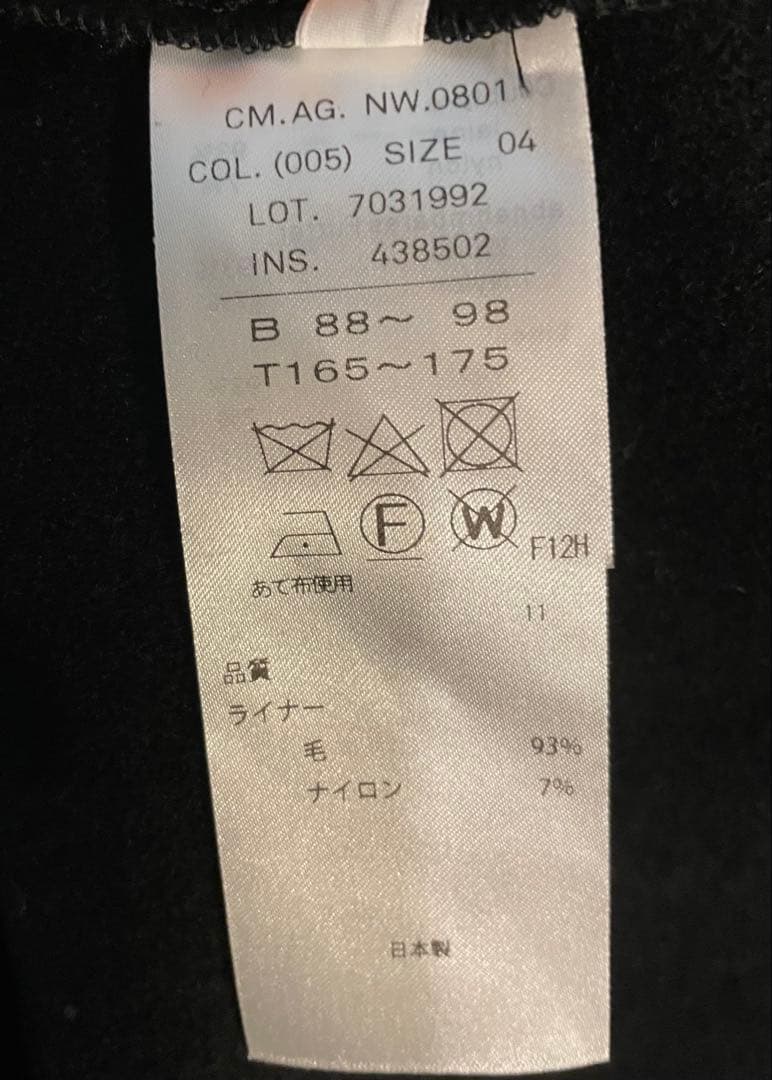 CM.AG. NW.0801
COL. (005) SIZE 04
LOT. 7031992
INS. 438502
B 88～ 98
T165～175
F W F12H
あて布使用
11
品質
ライナー
毛 93%
ナイロン 7%
日本製